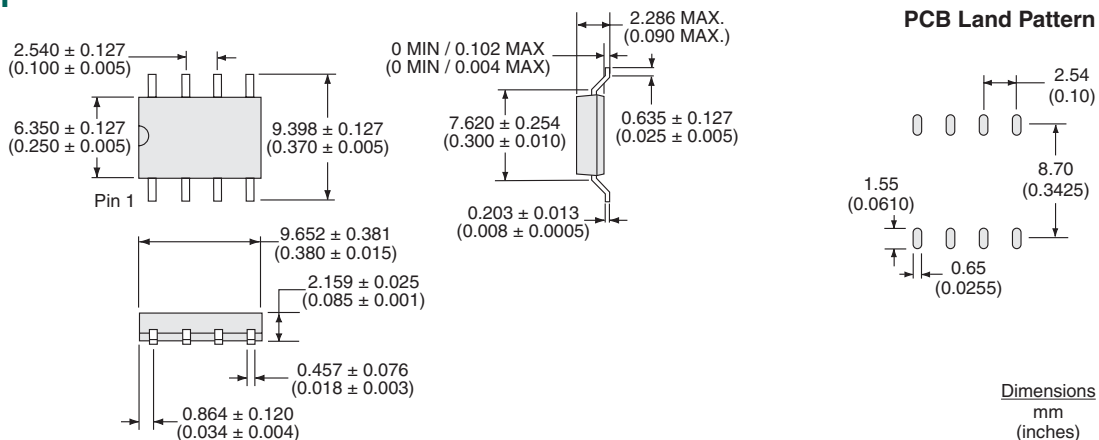 2.540 ± 0.127
(0.100 ± 0.005)
6.350 ± 0.127
(0.250 ± 0.005)
9.398 ± 0.127
(0.370 ± 0.005)
Pin 1
9.652 ± 0.381
(0.380 ± 0.015)
2.159 ± 0.025
(0.085 ± 0.001)
0.457 ± 0.076
(0.018 ± 0.003)
0.864 ± 0.120
(0.034 ± 0.004)
2.286 MAX.
(0.090 MAX.)
0 MIN / 0.102 MAX
(0 MIN / 0.004 MAX)
7.620 ± 0.254
(0.300 ± 0.010)
0.635 ± 0.127
(0.025 ± 0.005)
0.203 ± 0.013
(0.008 ± 0.0005)
PCB Land Pattern
2.54
(0.10)
8.70
(0.3425)
1.55
(0.0610)
0.65
(0.0255)
Dimensions
mm
(inches)